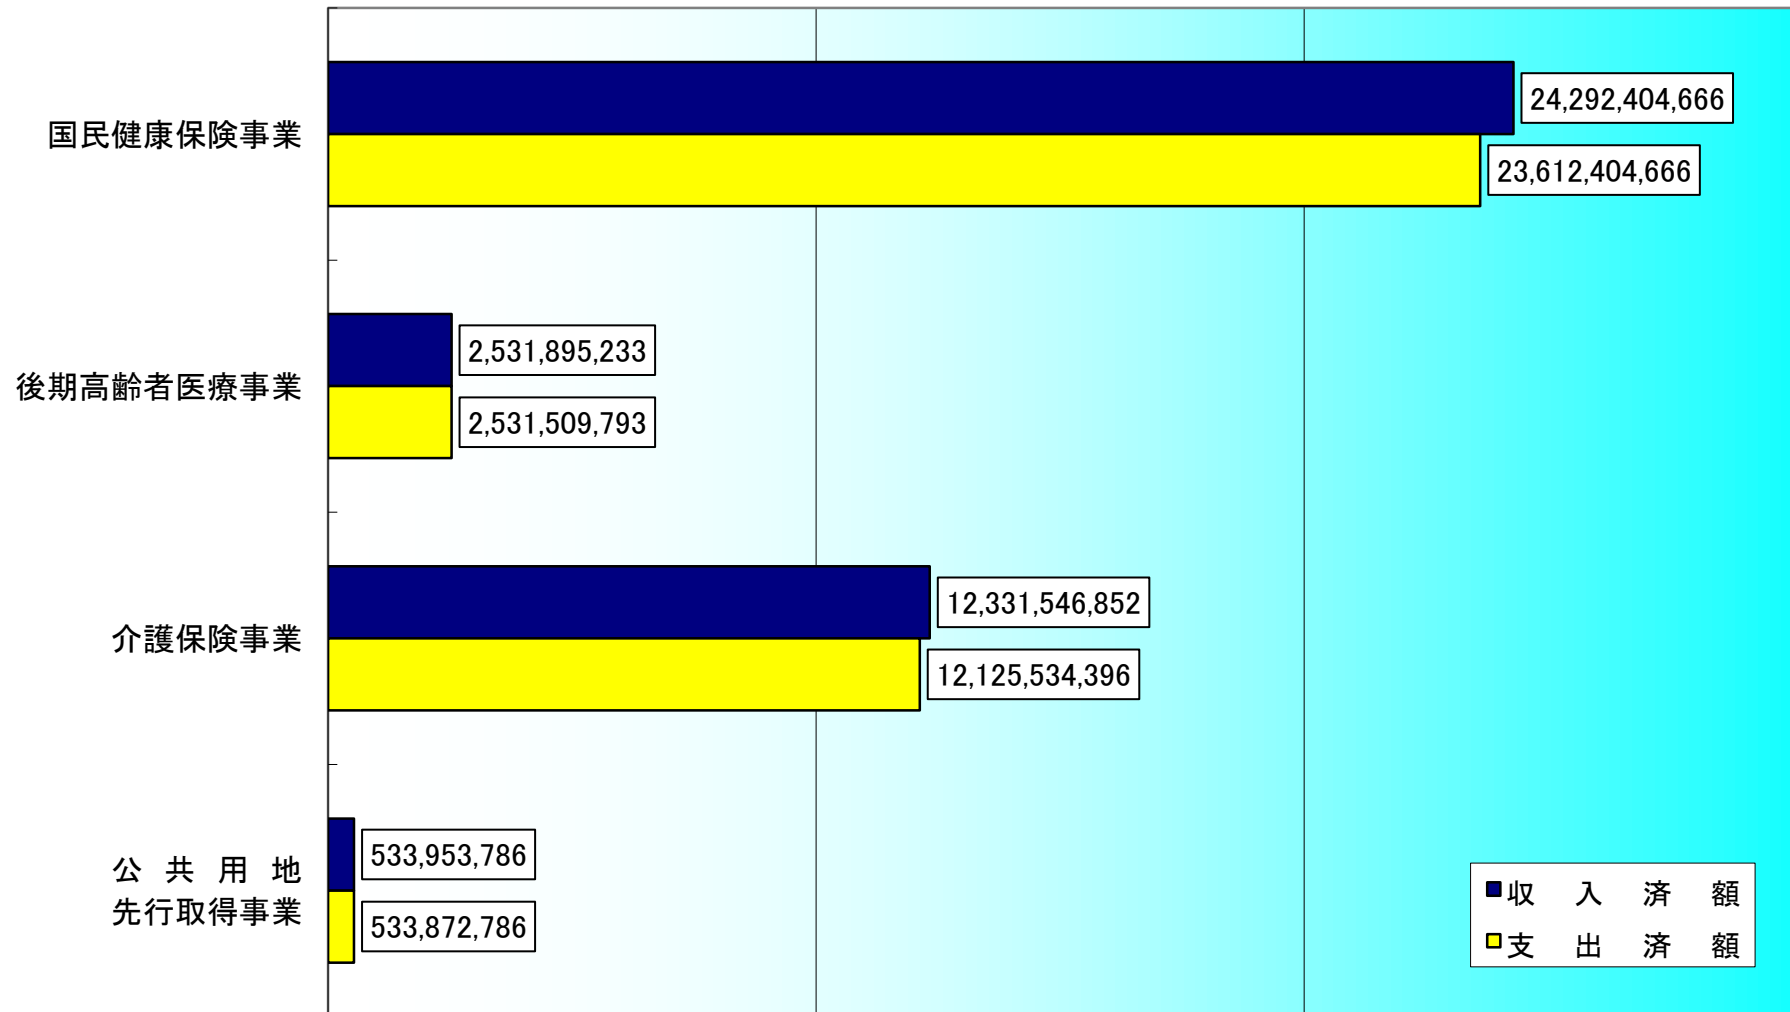 国民健康保険事業
24,292,404,666
23,612,404,666
後期高齢者医療事業
2,531,895,233
2,531,509,793
介護保険事業
12,331,546,852
12,125,534,396
公共用地
先行取得事業
533,953,786
533,872,786
収入済額
支出済額